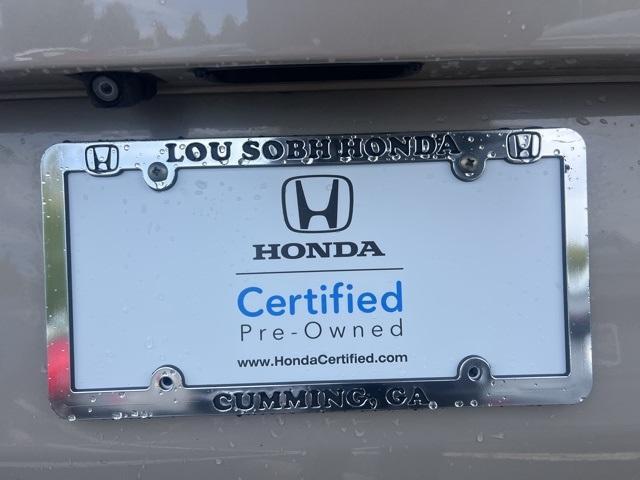 LOU SOBH HONDA
HONDA
Certified
Pre-Owned
www.HondaCertified.com
CUMMING, GA